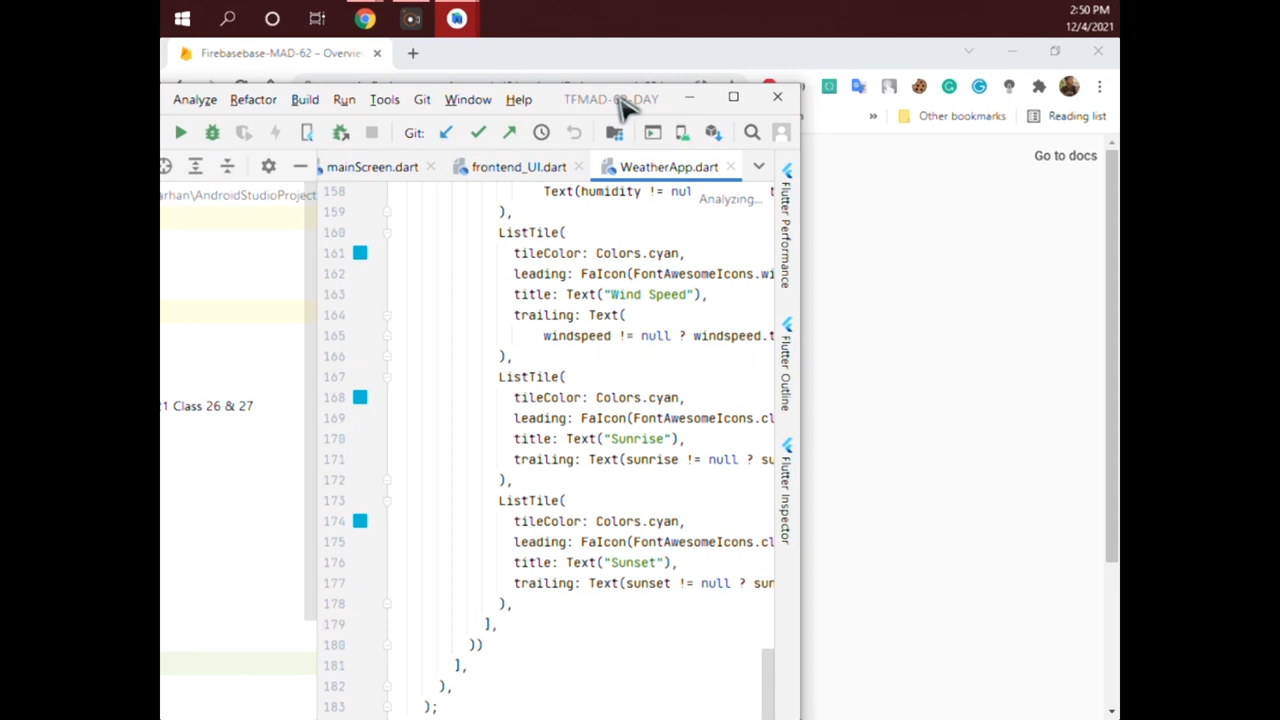 2:50 PM
12/4/2021
Firebasebase-MAD-62 – Overvie
Other bookmarks
Reading list
Go to docs
Analyze Refactor Build Run Tools Git Window Help
Git:
mainScreen.dart
frontend_UI.dart
WeatherApp.dart
arhan\AndroidStudioProject
Analyzing...
1 Class 26 & 27
158 Text(humidity != nul
159 ),
160 ListTile(
161 tileColor: Colors.cyan,
162 leading: FaIcon(FontAwesomeIcons.wi
163 title: Text("Wind Speed"),
164 trailing: Text(
165 windspeed != null ? windspeed.t
166 ),
167 ListTile(
168 tileColor: Colors.cyan,
169 leading: FaIcon(FontAwesomeIcons.cl
170 title: Text("Sunrise"),
171 trailing: Text(sunrise != null ? su
172 ),
173 ListTile(
174 tileColor: Colors.cyan,
175 leading: FaIcon(FontAwesomeIcons.cl
176 title: Text("Sunset"),
177 trailing: Text(sunset != null ? sun
178 ),
179 ],
180 ))
181 ],
182 ),
183 );
Flutter Performance
Flutter Outline
Flutter Inspector